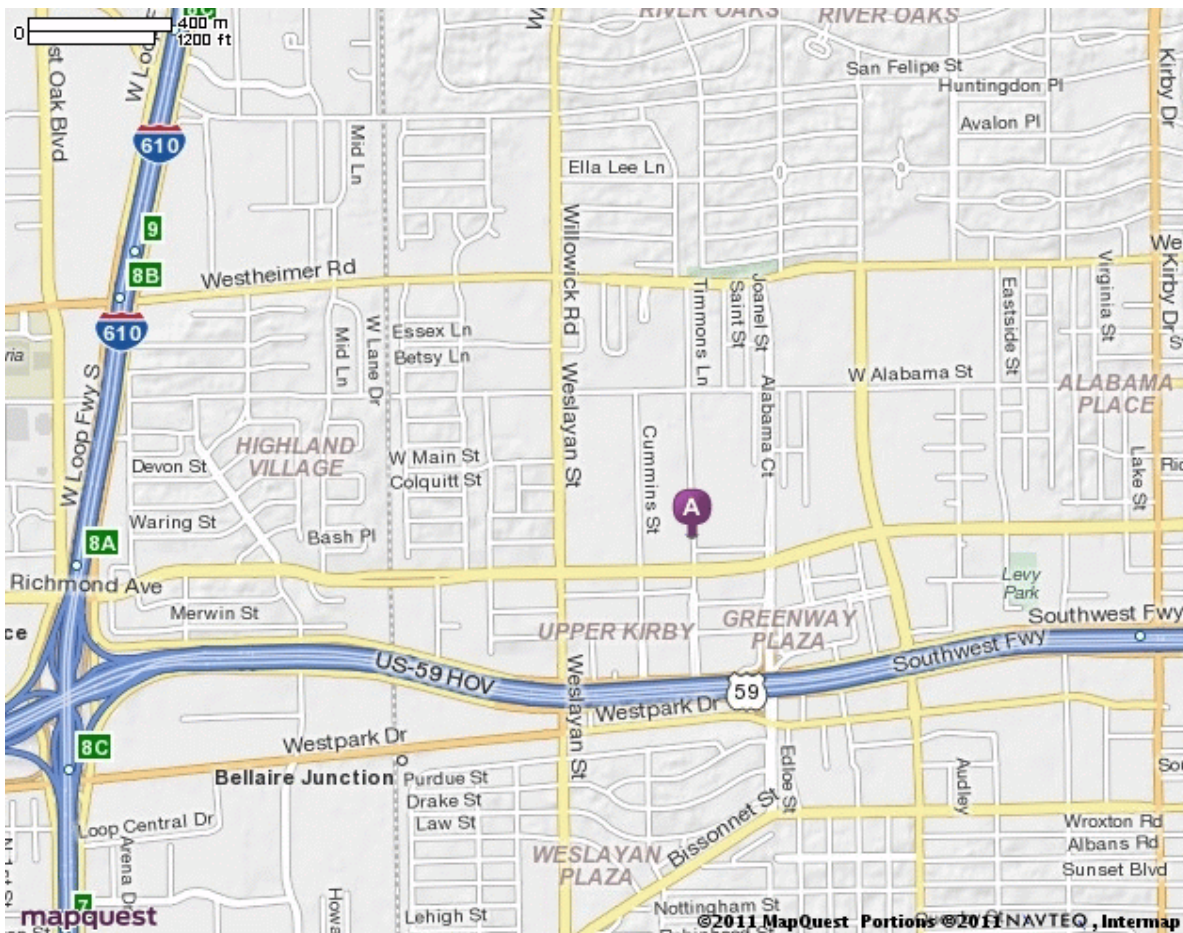 0
400 m
1200 ft
RIVER OAKS
RIVER OAKS
San Felipe St
Huntingdon Pl
Kirby Dr
Avalon Pl
Mid Ln
610
Ella Lee Ln
9
8B
Westheimer Rd
Willowick Rd
Virginia St
Kirby Dr
610
Timmons Ln
Saint St
Joanel St
Eastside St
Essex Ln
Betsy Ln
Mid Ln
W Lane Dr
W Loop Fwy S
Weslayan St
W Alabama St
ALABAMA
PLACE
Alabama Ct
HIGHLAND
VILLAGE
Devon St
W Main St
Colquitt St
Cummins St
Lake St
A
Waring St
Bash Pl
8A
Richmond Ave
Merwin St
Levy
Park
UPPER KIRBY
GREENWAY
PLAZA
Southwest Fwy
Southwest Fwy
US-59 HOV
59
Westpark Dr
Weslayan St
Westpark Dr
8C
Bellaire Junction
Purdue St
Drake St
Law St
Edloe St
Audley
Loop Central Dr
Arena Dr
Bissonnet St
Wroxton Rd
Albans Rd
Sunset Blvd
WESLAYAN
PLAZA
7
Lehigh St
Nottingham St
mapquest
©2011 MapQuest Portions ©2011 NAVTEQ, Intermap